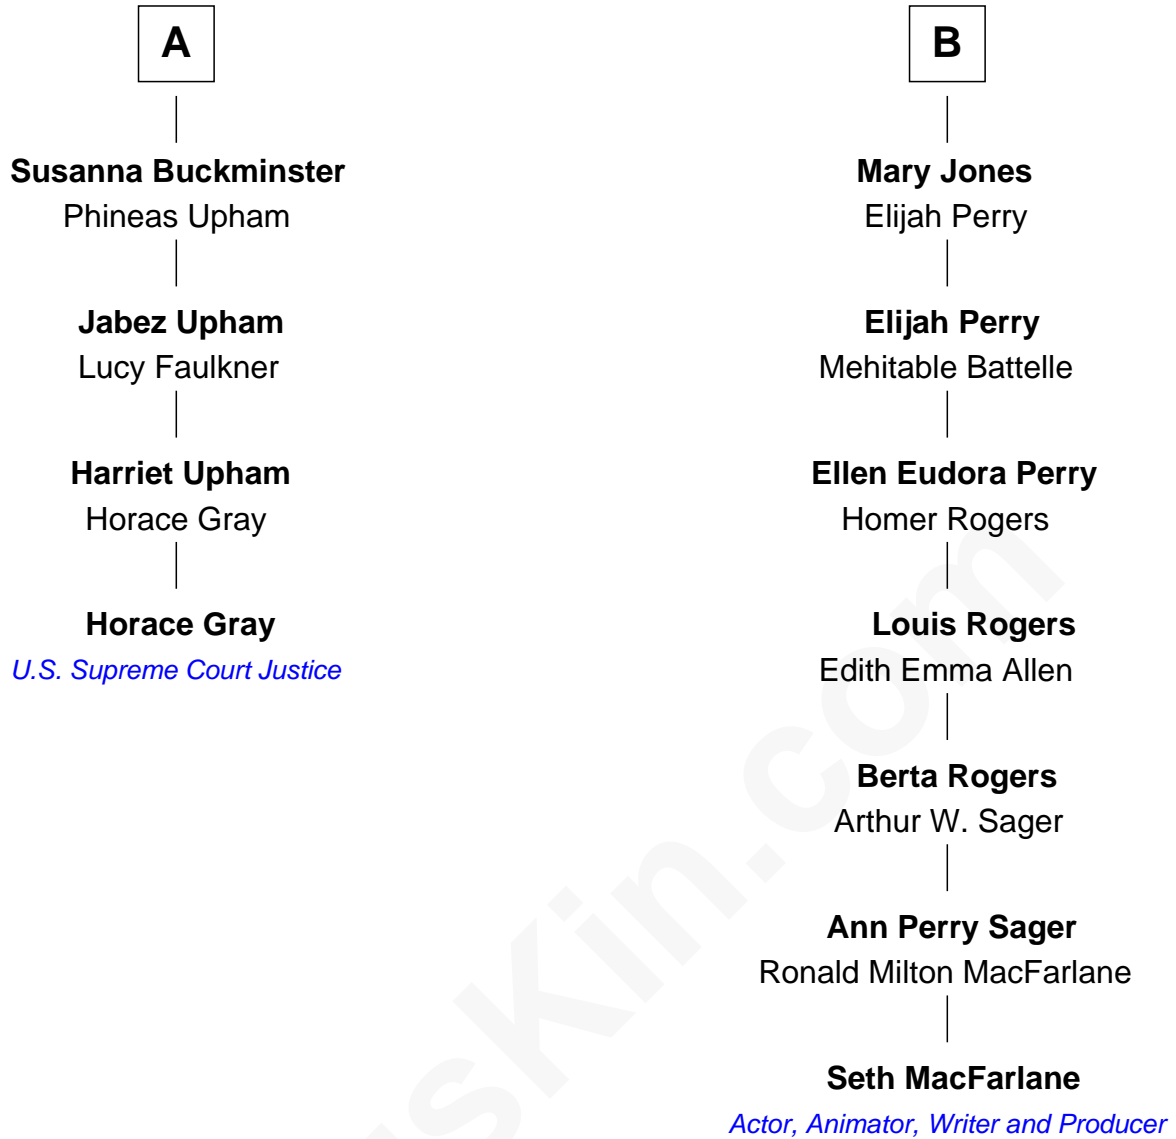 A
Susanna Buckminster
Phineas Upham
Jabez Upham
Lucy Faulkner
Harriet Upham
Horace Gray
Horace Gray
U.S. Supreme Court Justice
B
Mary Jones
Elijah Perry
Elijah Perry
Mehitable Battelle
Ellen Eudora Perry
Homer Rogers
Louis Rogers
Edith Emma Allen
Berta Rogers
Arthur W. Sager
Ann Perry Sager
Ronald Milton MacFarlane
Seth MacFarlane
Actor, Animator, Writer and Producer
sKin.com